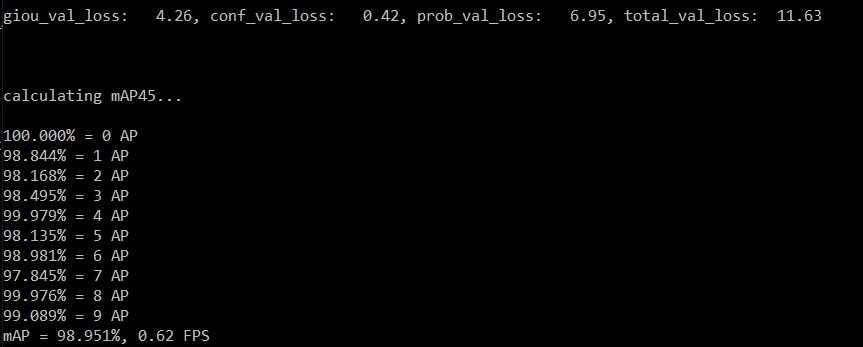 giou_val_loss:   4.26, conf_val_loss:   0.42, prob_val_loss:   6.95, total_val_loss:  11.63
calculating mAP45...
100.000% = 0 AP
98.844% = 1 AP
98.168% = 2 AP
98.495% = 3 AP
99.979% = 4 AP
98.135% = 5 AP
98.981% = 6 AP
97.845% = 7 AP
99.976% = 8 AP
99.089% = 9 AP
mAP = 98.951%, 0.62 FPS